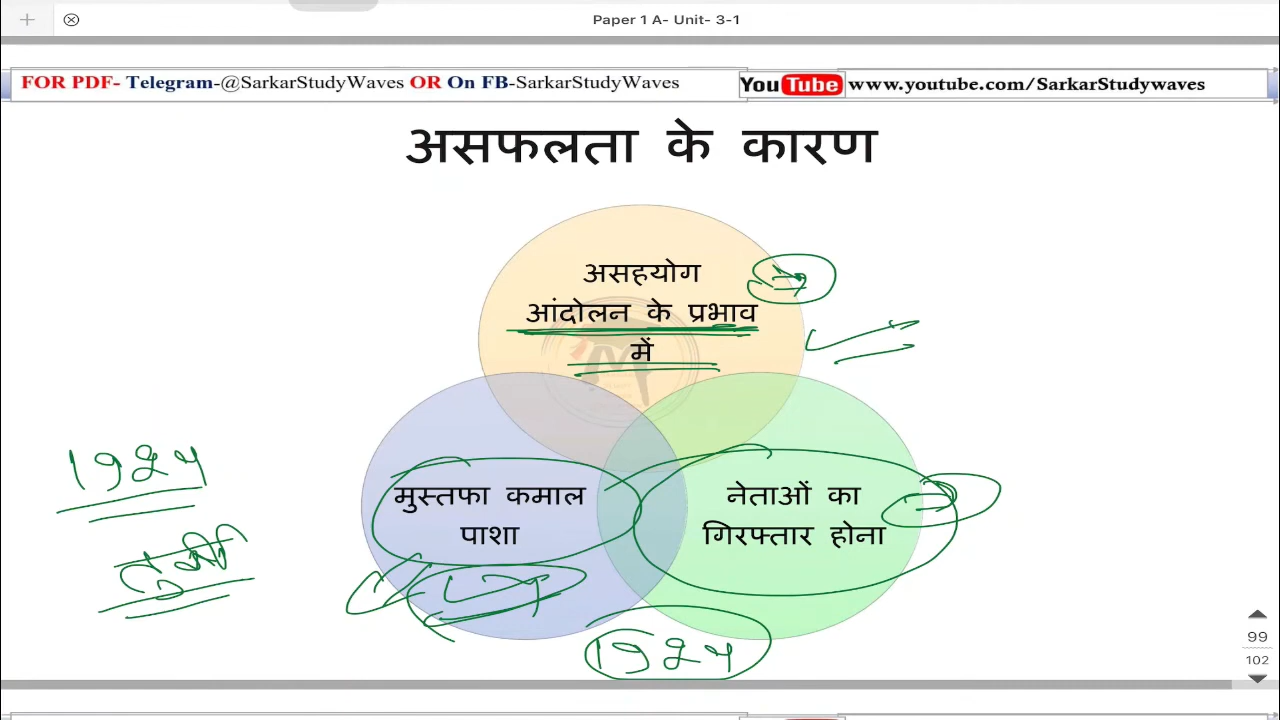 Paper 1 A- Unit- 3-1
FOR PDF- Telegram-@SarkarStudyWaves OR On FB-SarkarStudyWaves
YouTube www.youtube.com/SarkarStudywaves
असफलता के कारण
असहयोग
आंदोलन के प्रभाव
में
मुस्तफा कमाल
पाशा
नेताओं का
गिरफ्तार होना
1924
तुर्की
1924
99
102